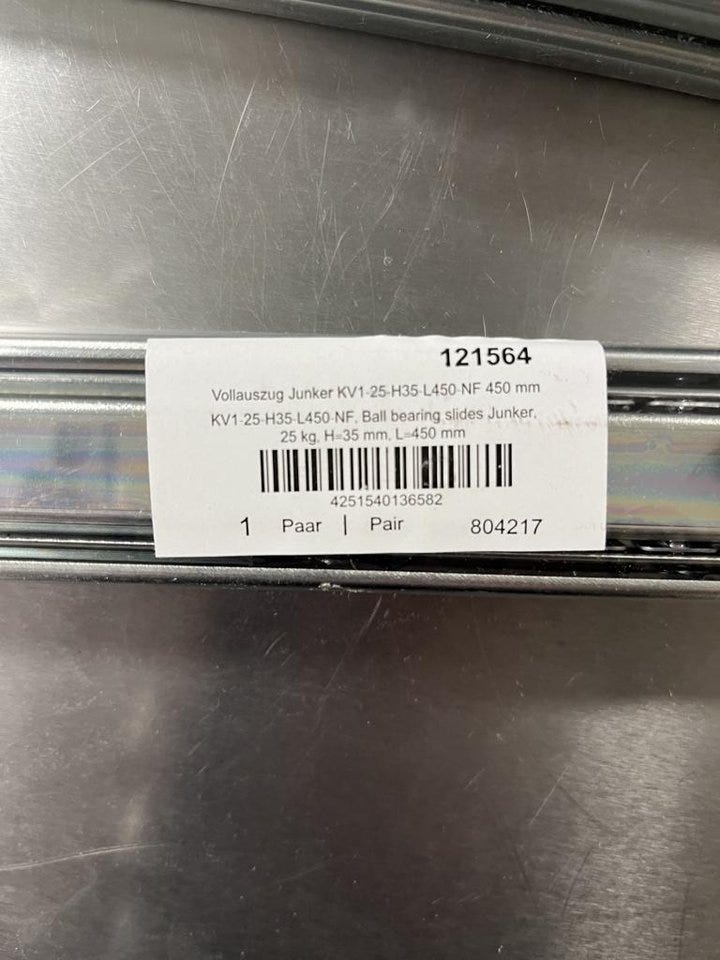 121564
Vollauszug Junker KV1-25-H35-L450-NF 450 mm
KV1-25-H35-L450-NF, Ball bearing slides Junker,
25 kg, H=35 mm, L=450 mm
4251540136582
1 Paar | Pair 804217